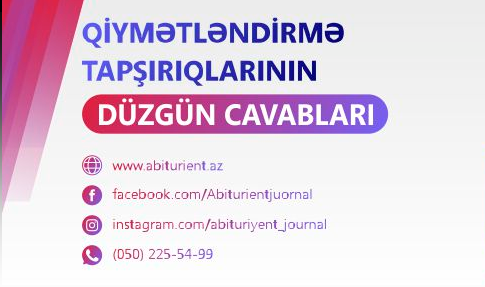 QİYMƏTLƏNDİRMƏ
TAPŞIRIQLARININ
DÜZGÜN CAVABLARI
www.abiturient.az
facebook.com/Abiturientjuornal
instagram.com/abituriyent_journal
(050) 225-54-99